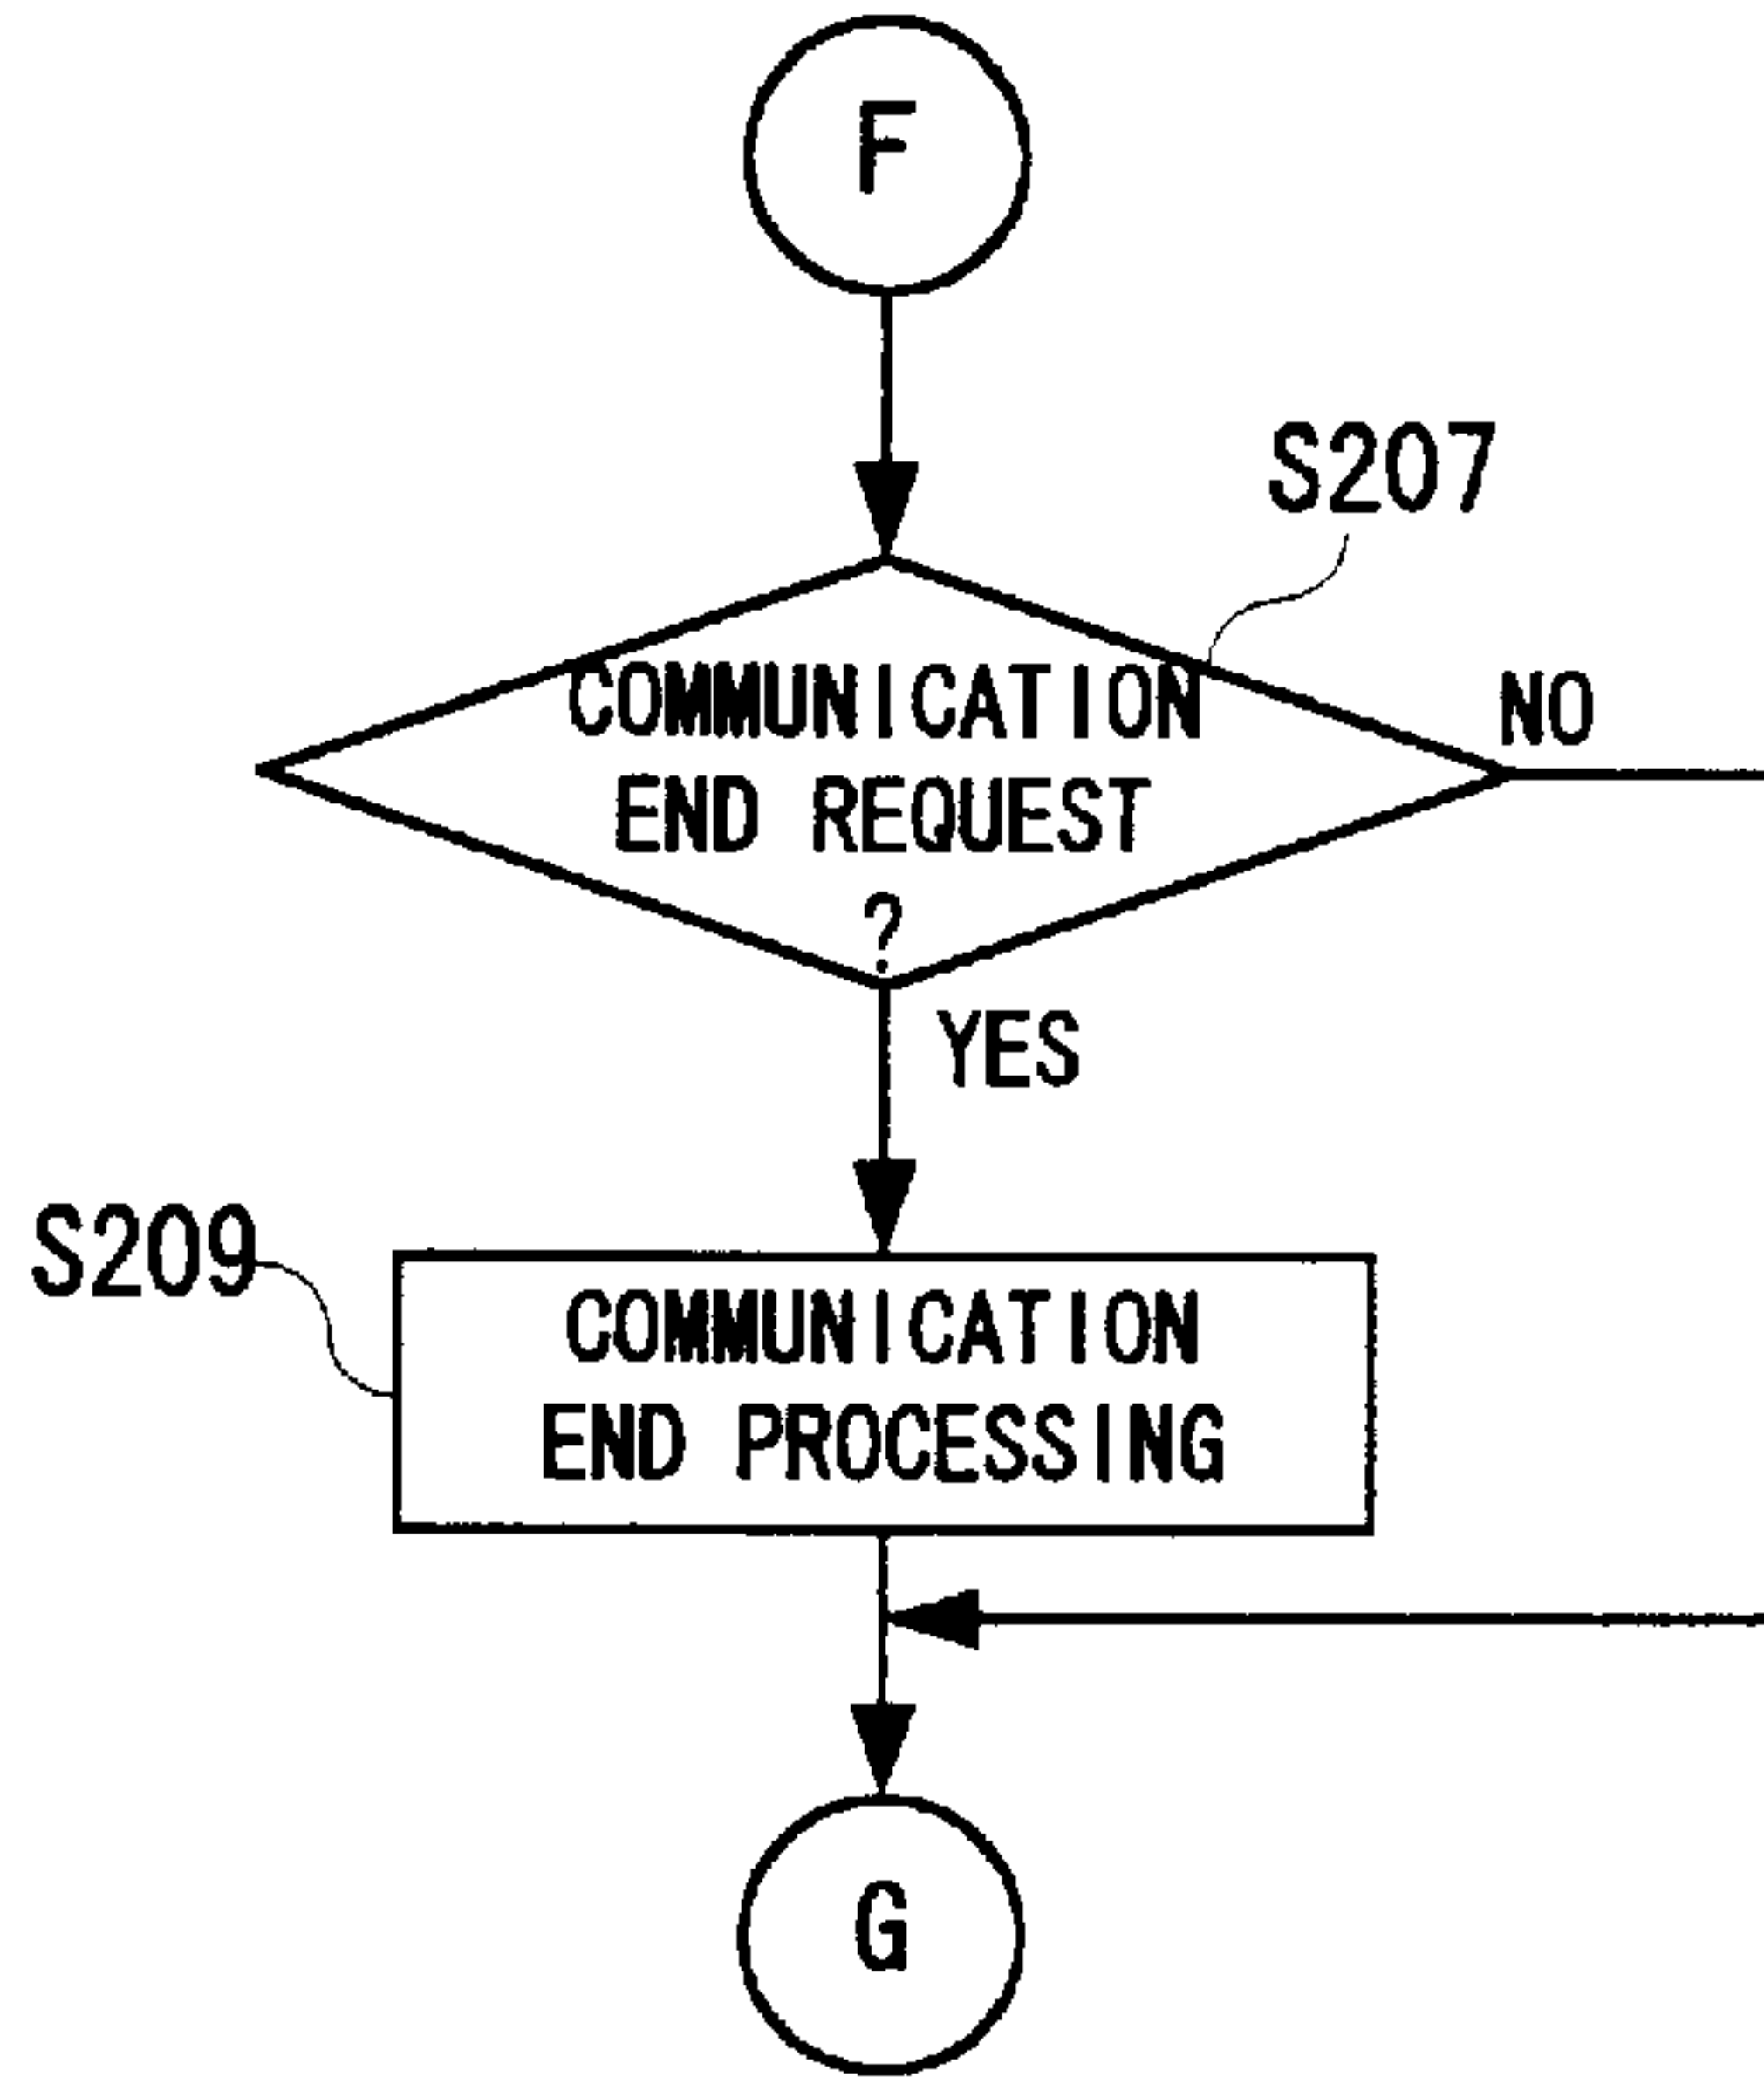 F
S207
COMMUNICATION
END REQUEST
?
NO
YES
S209
COMMUNICATION
END PROCESSING
G